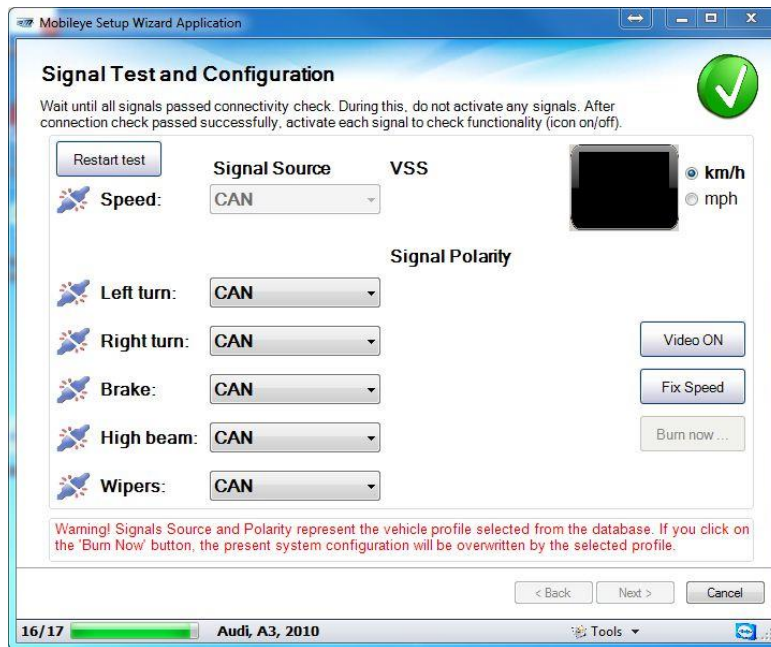 Mobileye Setup Wizard Application
Signal Test and Configuration
Wait until all signals passed connectivity check. During this, do not activate any signals. After
connection check passed successfully, activate each signal to check functionality (icon on/off).
Restart test
Signal Source
VSS
km/h
Speed:
CAN
mph
Signal Polarity
Left turn:
CAN
Right turn:
CAN
Video ON
Brake:
CAN
Fix Speed
High beam:
CAN
Burn now ...
Wipers:
CAN
Warning! Signals Source and Polarity represent the vehicle profile selected from the database. If you click on
the 'Burn Now' button, the present system configuration will be overwritten by the selected profile.
< Back
Next >
Cancel
16/17
Audi, A3, 2010
Tools